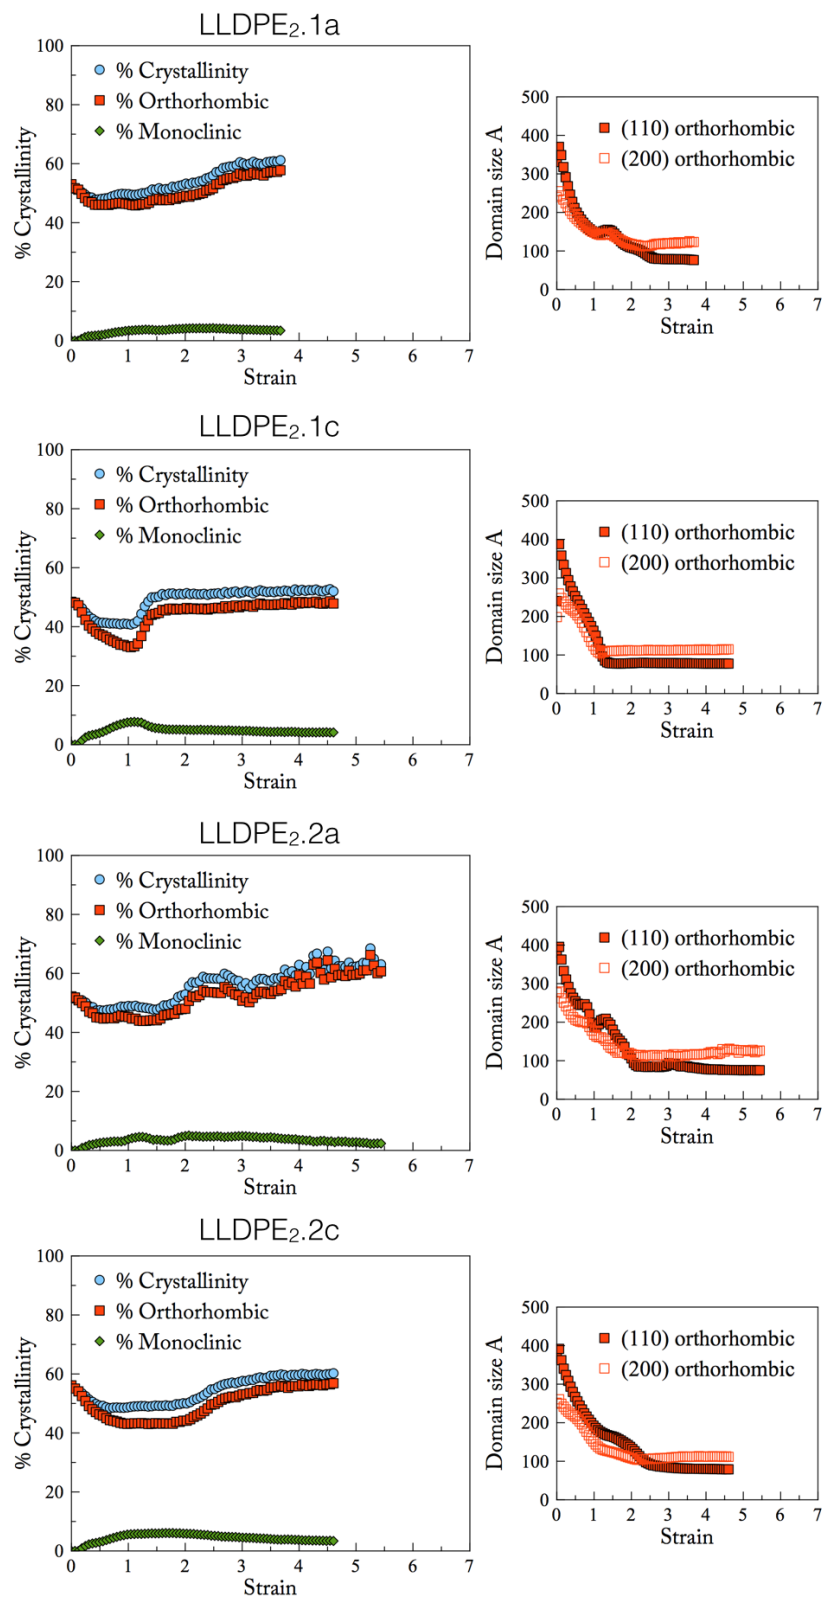 LLDPE₂.1a
100
80
60
40
20
0
% Crystallinity
% Crystallinity
% Orthorhombic
% Monoclinic
0 1 2 3 4 5 6 7
Strain
500
400
300
200
100
0
Domain size A
(110) orthorhombic
(200) orthorhombic
0 1 2 3 4 5 6 7
Strain
LLDPE₂.1c
100
80
60
40
20
0
% Crystallinity
% Crystallinity
% Orthorhombic
% Monoclinic
0 1 2 3 4 5 6 7
Strain
500
400
300
200
100
0
Domain size A
(110) orthorhombic
(200) orthorhombic
0 1 2 3 4 5 6 7
Strain
LLDPE₂.2a
100
80
60
40
20
0
% Crystallinity
% Crystallinity
% Orthorhombic
% Monoclinic
0 1 2 3 4 5 6 7
Strain
500
400
300
200
100
0
Domain size A
(110) orthorhombic
(200) orthorhombic
0 1 2 3 4 5 6 7
Strain
LLDPE₂.2c
100
80
60
40
20
0
% Crystallinity
% Crystallinity
% Orthorhombic
% Monoclinic
0 1 2 3 4 5 6 7
Strain
500
400
300
200
100
0
Domain size A
(110) orthorhombic
(200) orthorhombic
0 1 2 3 4 5 6 7
Strain